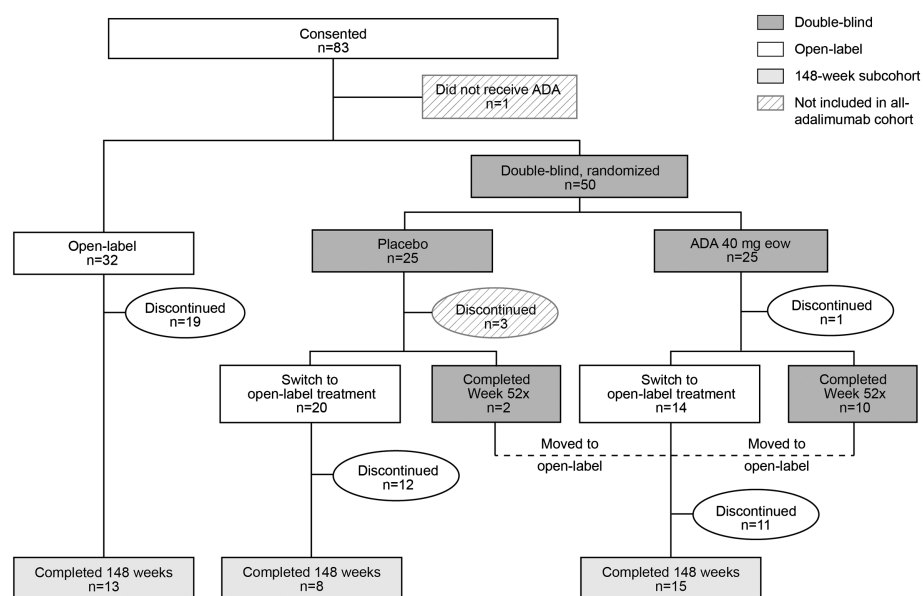 Consented
n=83
Double-blind
Open-label
148-week subcohort
Not included in all-
adalimumab cohort
Did not receive ADA
n=1
Double-blind, randomized
n=50
Open-label
n=32
Placebo
n=25
ADA 40 mg eow
n=25
Discontinued
n=19
Discontinued
n=3
Discontinued
n=1
Switch to
open-label treatment
n=20
Completed
Week 52x
n=2
Switch to
open-label treatment
n=14
Completed
Week 52x
n=10
Moved to
open-label
Moved to
open-label
Discontinued
n=12
Discontinued
n=11
Completed 148 weeks
n=13
Completed 148 weeks
n=8
Completed 148 weeks
n=15